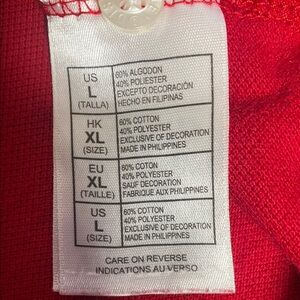 US
L
(TALLA)
60% ALGODON
40% POLIESTER
EXCEPTO DECORACIÓN
HECHO EN FILIPINAS
HK
XL
(SIZE)
60% COTTON
40% POLYESTER
EXCLUSIVE OF DECORATION
MADE IN PHILIPPINES
EU
XL
(TAILLE)
60% COTTON
40% POLYESTER
SAUF DECORATION
FABRIQUE AUX PHILIPPINES
US
L
(SIZE)
60% COTTON
40% POLYESTER
EXCLUSIVE OF DECORATION
MADE IN PHILIPPINES
CARE ON REVERSE
INDICATIONS AU VERSO